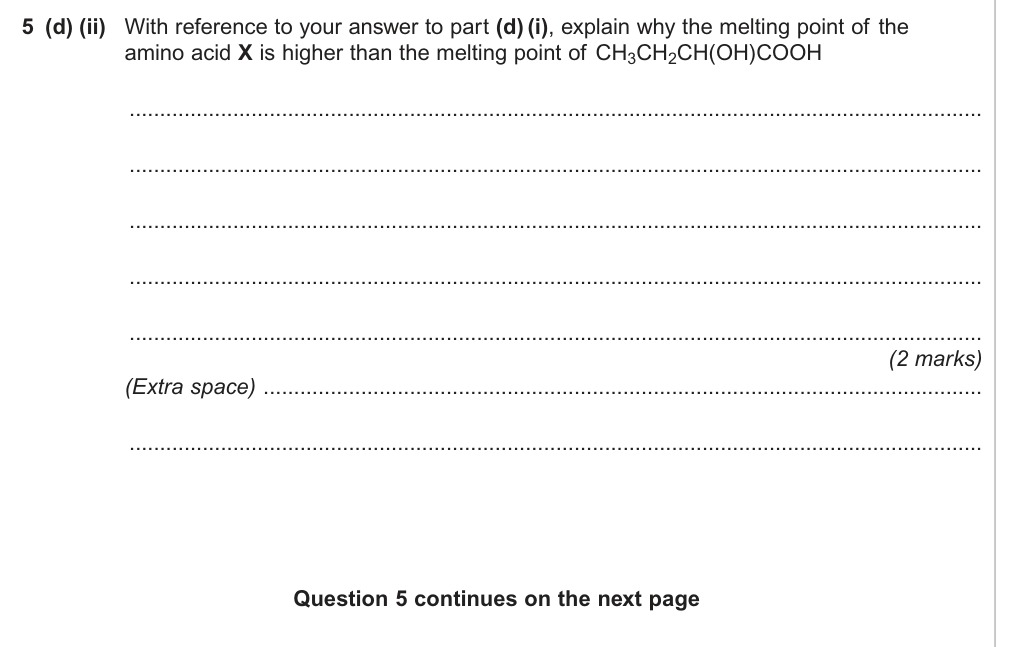 5 (d) (ii) With reference to your answer to part (d) (i), explain why the melting point of the
amino acid X is higher than the melting point of CH₃CH₂CH(OH)COOH
(2 marks)
(Extra space)
Question 5 continues on the next page